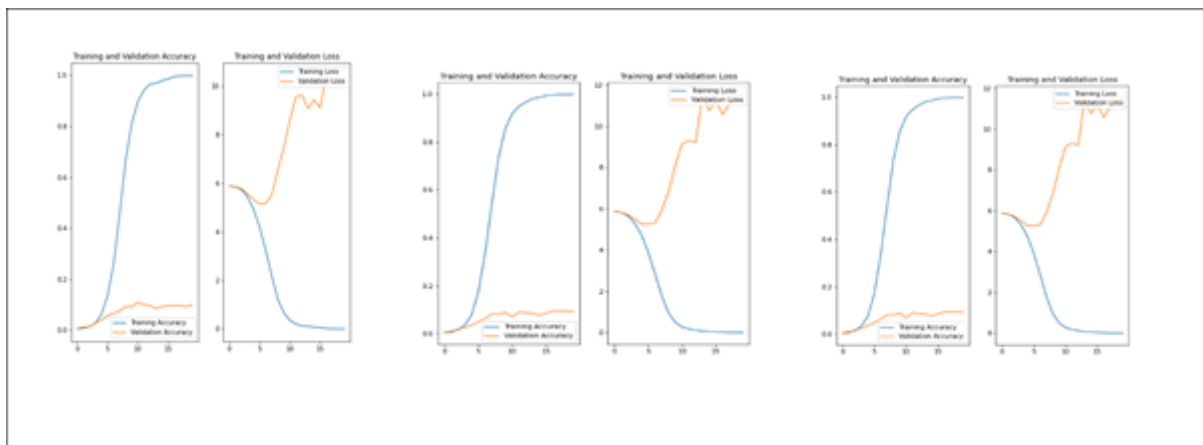 Training and Validation Accuracy
1.0
0.8
0.6
0.4
0.2
0.0
Training Accuracy
Validation Accuracy
0 5 10 15
Training and Validation Loss
Training Loss
Validation Loss
10
8
6
4
2
0
0 5 10 15
Training and Validation Accuracy
1.0
0.8
0.6
0.4
0.2
0.0
Training Accuracy
Validation Accuracy
0 5 10 15
Training and Validation Loss
Training Loss
Validation Loss
12
10
8
6
4
2
0
0 5 10 15
Training and Validation Accuracy
1.0
0.8
0.6
0.4
0.2
0.0
Training Accuracy
Validation Accuracy
0 5 10 15
Training and Validation Loss
Training Loss
Validation Loss
12
10
8
6
4
2
0
0 5 10 15